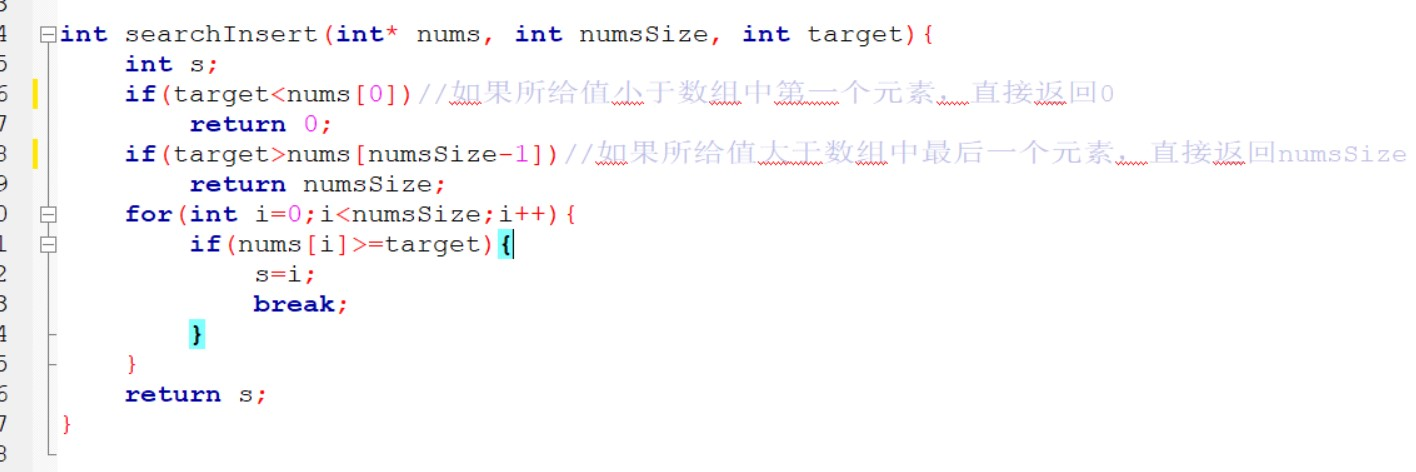 3
4 int searchInsert(int* nums, int numsSize, int target){
5 int s;
6 if(target<nums[0])//如果所给值小于数组中第一个元素，直接返回0
7 return 0;
8 if(target>nums[numsSize-1])//如果所给值大于数组中最后一个元素，直接返回numsSize
9 return numsSize;
0 for(int i=0;i<numsSize;i++){
1 if(nums[i]>=target){
2 s=i;
3 break;
4 }
5 }
6 return s;
7 }
8